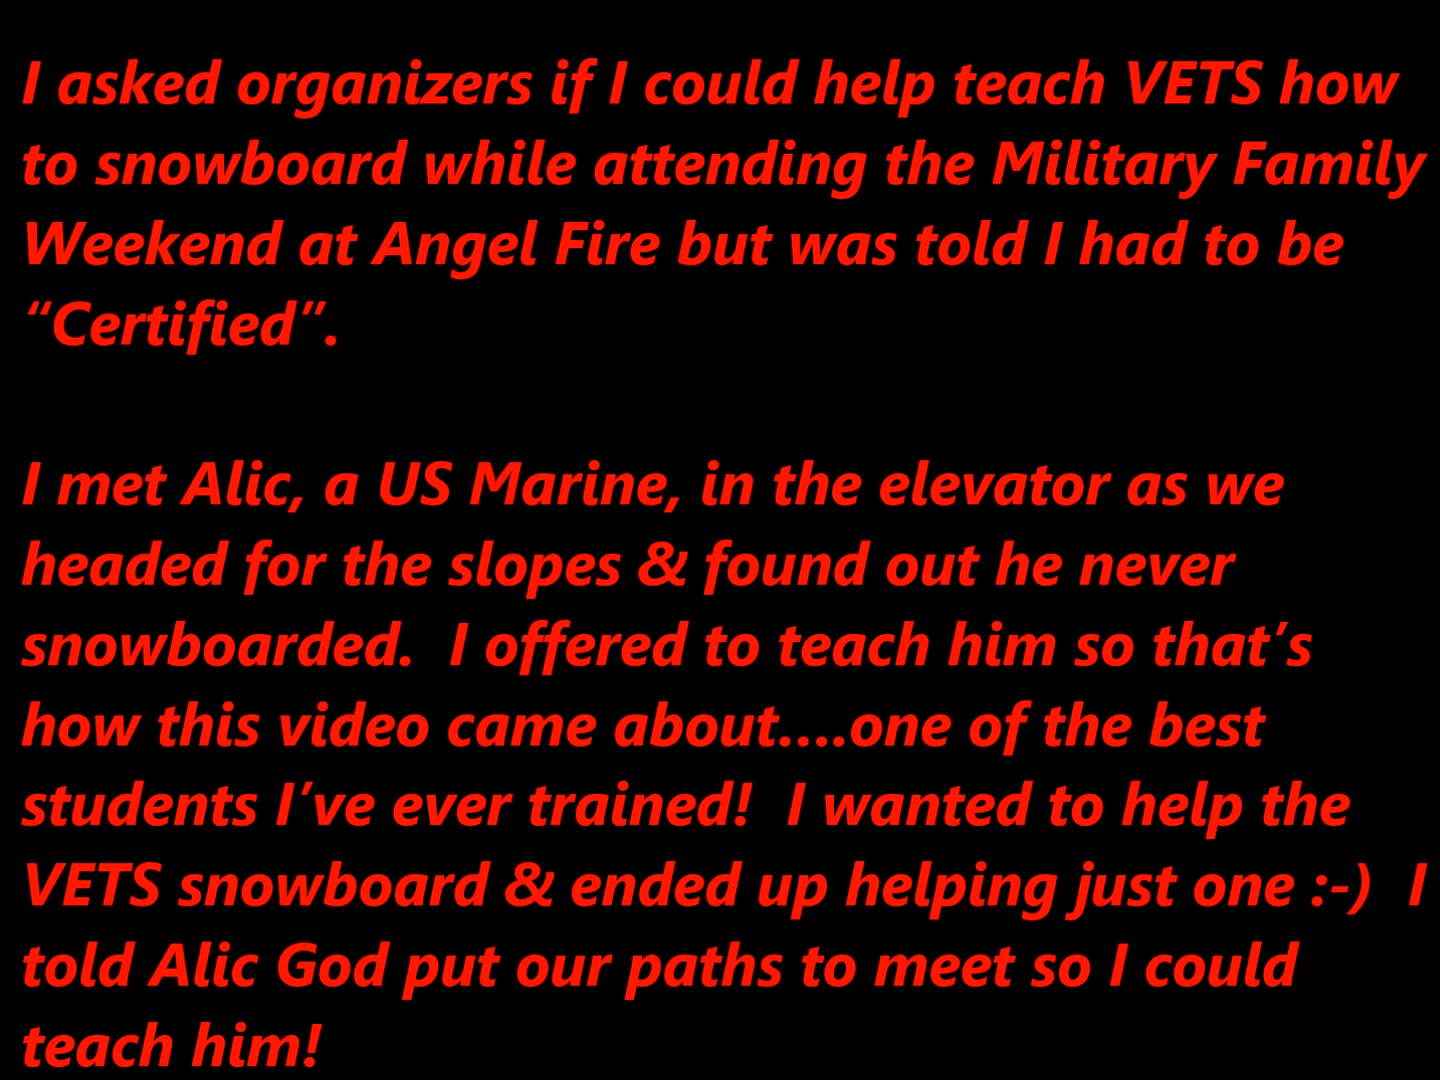 I asked organizers if I could help teach VETS how
to snowboard while attending the Military Family
Weekend at Angel Fire but was told I had to be
“Certified”.
I met Alic, a US Marine, in the elevator as we
headed for the slopes & found out he never
snowboarded.  I offered to teach him so that’s
how this video came about….one of the best
students I’ve ever trained!  I wanted to help the
VETS snowboard & ended up helping just one :-)  I
told Alic God put our paths to meet so I could
teach him!